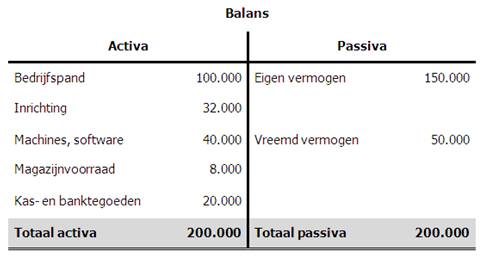 Balans
Activa Passiva
Bedrijfspand 100.000 Eigen vermogen 150.000
Inrichting 32.000
Machines, software 40.000 Vreemd vermogen 50.000
Magazijnvoorraad 8.000
Kas- en banktegoeden 20.000
Totaal activa 200.000 Totaal passiva 200.000